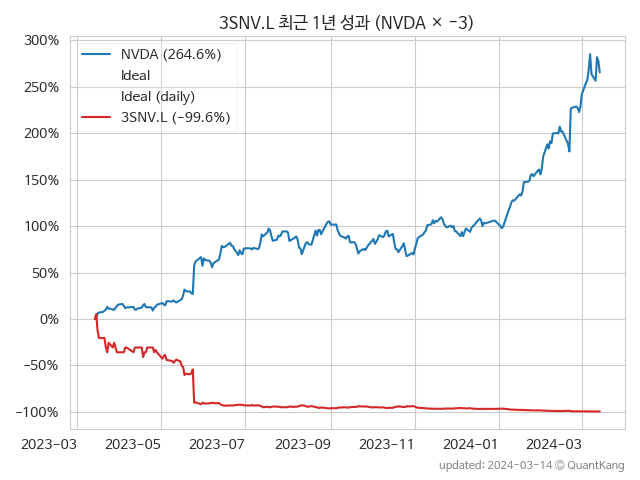 3SNV.L 최근 1년 성과 (NVDA × −3)
300%
250%
200%
150%
100%
50%
0%
−50%
−100%
NVDA (264.6%)
Ideal
Ideal (daily)
3SNV.L (−99.6%)
2023−03 2023−05 2023−07 2023−09 2023−11 2024−01 2024−03
updated: 2024-03-14 © QuantKang